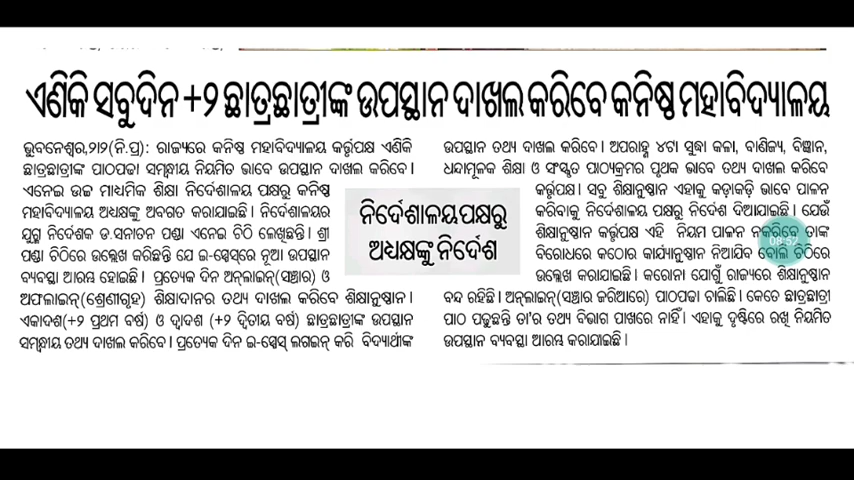 ଏଣିକି ସବୁଦିନ +୨ ଛାତ୍ରଛାତ୍ରୀଙ୍କ ଉପସ୍ଥାନ ଦାଖଲ କରିବେ କନିଷ୍ଠ ମହାବିଦ୍ୟାଳୟ
ଭୁବନେଶ୍ୱର,୨ା୨(ନି.ପ୍ର): ରାଜ୍ୟରେ କନିଷ୍ଠ ମହାବିଦ୍ୟାଳୟ କର୍ତ୍ତୃପକ୍ଷ ଏଣିକି
ଛାତ୍ରଛାତ୍ରୀଙ୍କ ପାଠପଢା ସମ୍ବନ୍ଧୀୟ ନିୟମିତ ଭାବେ ଉପସ୍ଥାନ ଦାଖଲ କରିବେ।
ଏନେଇ ଉଚ୍ଚ ମାଧ୍ୟମିକ ଶିକ୍ଷା ନିର୍ଦେଶାଳୟ ପକ୍ଷରୁ କନିଷ୍ଠ
ମହାବିଦ୍ୟାଳୟ ଅଧ୍ୟକ୍ଷଙ୍କୁ ଅବଗତ କରାଯାଇଛି। ନିର୍ଦେଶାଳୟର
ଯୁଗ୍ମ ନିର୍ଦେଶକ ଡ.ସନାତନ ପଣ୍ଡା ଏନେଇ ଚିଠି ଲେଖିଛନ୍ତି। ଶ୍ରୀ
ପଣ୍ଡା ଚିଠିରେ ଉଲ୍ଲେଖ କରିଛନ୍ତି ଯେ ଇ-ସ୍ପେସ୍‌ରେ ନୂଆ ଉପସ୍ଥାନ
ବ୍ୟବସ୍ଥା ଆରମ୍ଭ ହୋଇଛି। ପ୍ରତ୍ୟେକ ଦିନ ଅନ୍‌ଲାଇନ୍(ସଞ୍ଚାର) ଓ
ଅଫଲାଇନ୍(ଶ୍ରେଣୀଗୃହ) ଶିକ୍ଷାଦାନର ତଥ୍ୟ ଦାଖଲ କରିବେ ଶିକ୍ଷାନୁଷ୍ଠାନ।
ଏକାଦଶ(+୨ ପ୍ରଥମ ବର୍ଷ) ଓ ଦ୍ୱାଦଶ (+୨ ଦ୍ୱିତୀୟ ବର୍ଷ) ଛାତ୍ରଛାତ୍ରୀଙ୍କ ଉପସ୍ଥାନ
ସମ୍ବନ୍ଧୀୟ ତଥ୍ୟ ଦାଖଲ କରିବେ। ପ୍ରତ୍ୟେକ ଦିନ ଇ-ସ୍ପେସ୍ ଲଗଇନ୍ କରି ବିଦ୍ୟାର୍ଥୀଙ୍କ
ନିର୍ଦେଶାଳୟପକ୍ଷରୁ
ଅଧ୍ୟକ୍ଷଙ୍କୁ ନିର୍ଦେଶ
ଉପସ୍ଥାନ ତଥ୍ୟ ଦାଖଲ କରିବେ। ଅପରାହ୍ଣ ୪ଟା ସୁଦ୍ଧା କଳା, ବାଣିଜ୍ୟ, ବିଜ୍ଞାନ,
ଧନ୍ଦାମୂଳକ ଶିକ୍ଷା ଓ ସଂସ୍କୃତ ପାଠ୍ୟକ୍ରମର ପୃଥକ ଭାବେ ତଥ୍ୟ ଦାଖଲ କରିବେ
କର୍ତ୍ତୃପକ୍ଷ। ସବୁ ଶିକ୍ଷାନୁଷ୍ଠାନ ଏହାକୁ କଡ଼ାକଡ଼ି ଭାବେ ପାଳନ
କରିବାକୁ ନିର୍ଦେଶାଳୟ ପକ୍ଷରୁ ନିର୍ଦେଶ ଦିଆଯାଇଛି। ଯେଉଁ
ଶିକ୍ଷାନୁଷ୍ଠାନ କର୍ତ୍ତୃପକ୍ଷ ଏହି ନିୟମ ପାଳନ ନକରିବେ ତାଙ୍କ
ବିରୋଧରେ କଠୋର କାର୍ଯ୍ୟାନୁଷ୍ଠାନ ନିଆଯିବ ବୋଲି ଚିଠିରେ
ଉଲ୍ଲେଖ କରାଯାଇଛି। କରୋନା ଯୋଗୁଁ ରାଜ୍ୟରେ ଶିକ୍ଷାନୁଷ୍ଠାନ
ବନ୍ଦ ରହିଛି। ଅନ୍‌ଲାଇନ୍(ସଞ୍ଚାର ଜରିଆରେ) ପାଠପଢା ଚାଲିଛି। କେତେ ଛାତ୍ରଛାତ୍ରୀ
ପାଠ ପଢୁଛନ୍ତି ତା'ର ତଥ୍ୟ ବିଭାଗ ପାଖରେ ନାହିଁ। ଏହାକୁ ଦୃଷ୍ଟିରେ ରଖି ନିୟମିତ
ଉପସ୍ଥାନ ବ୍ୟବସ୍ଥା ଆରମ୍ଭ କରାଯାଇଛି।
08:52